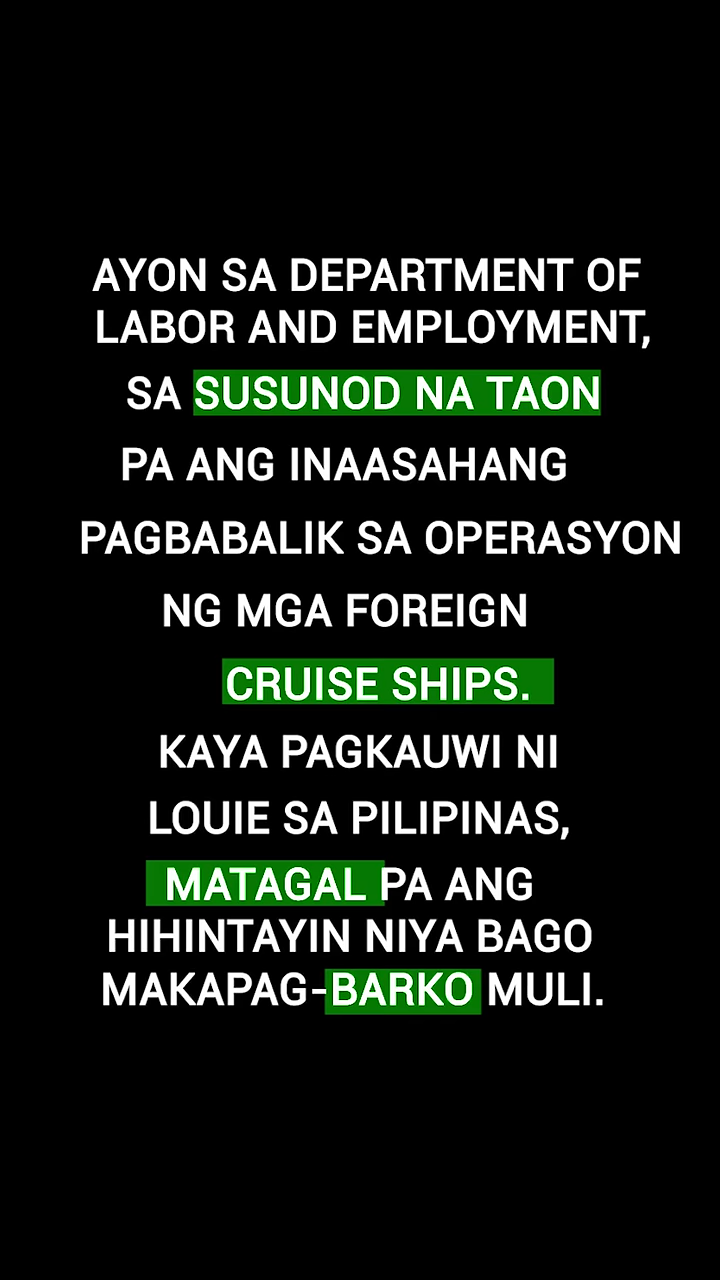 AYON SA DEPARTMENT OF
LABOR AND EMPLOYMENT,
SA SUSUNOD NA TAON
PA ANG INAASAHANG
PAGBABALIK SA OPERASYON
NG MGA FOREIGN
CRUISE SHIPS.
KAYA PAGKAUWI NI
LOUIE SA PILIPINAS,
MATAGAL PA ANG
HIHINTAYIN NIYA BAGO
MAKAPAG-BARKO MULI.